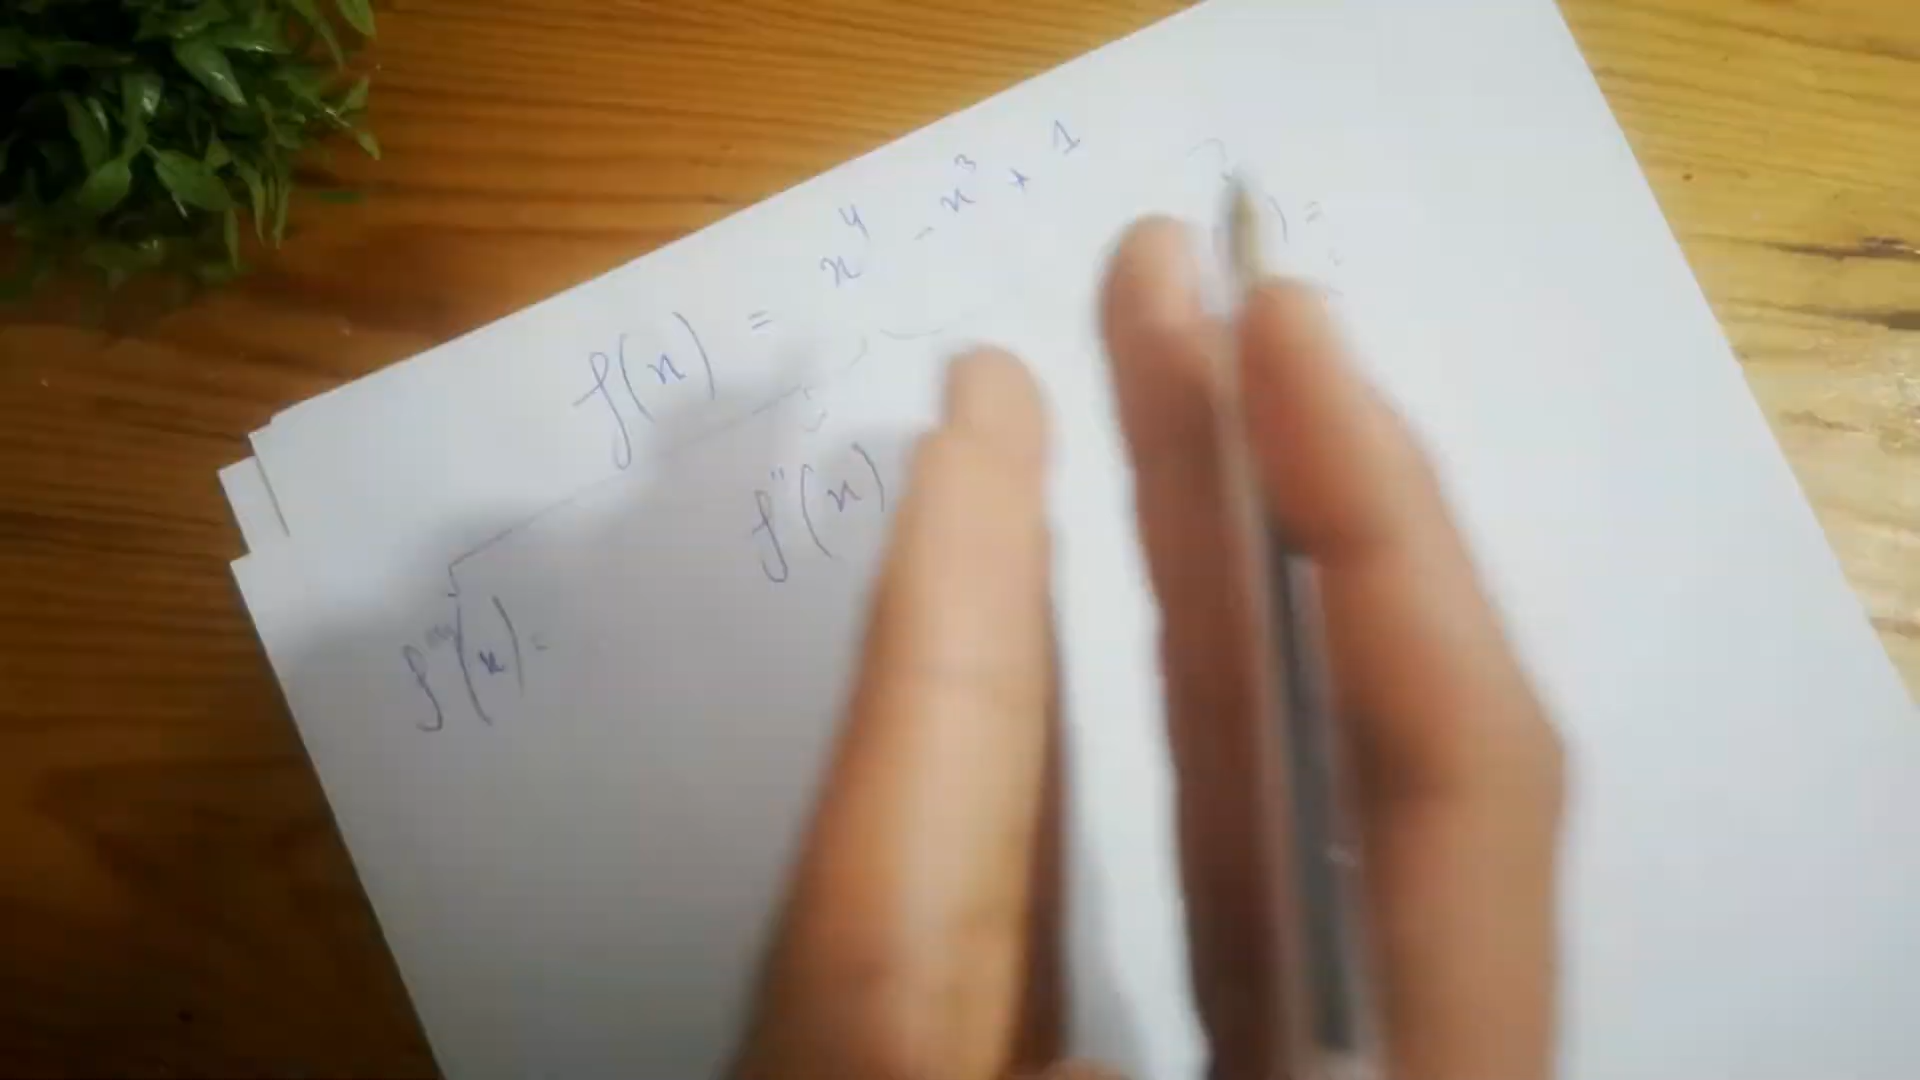 f(x) = x⁴ - x³ + 1
f''(x)
f''''(x) =
) =